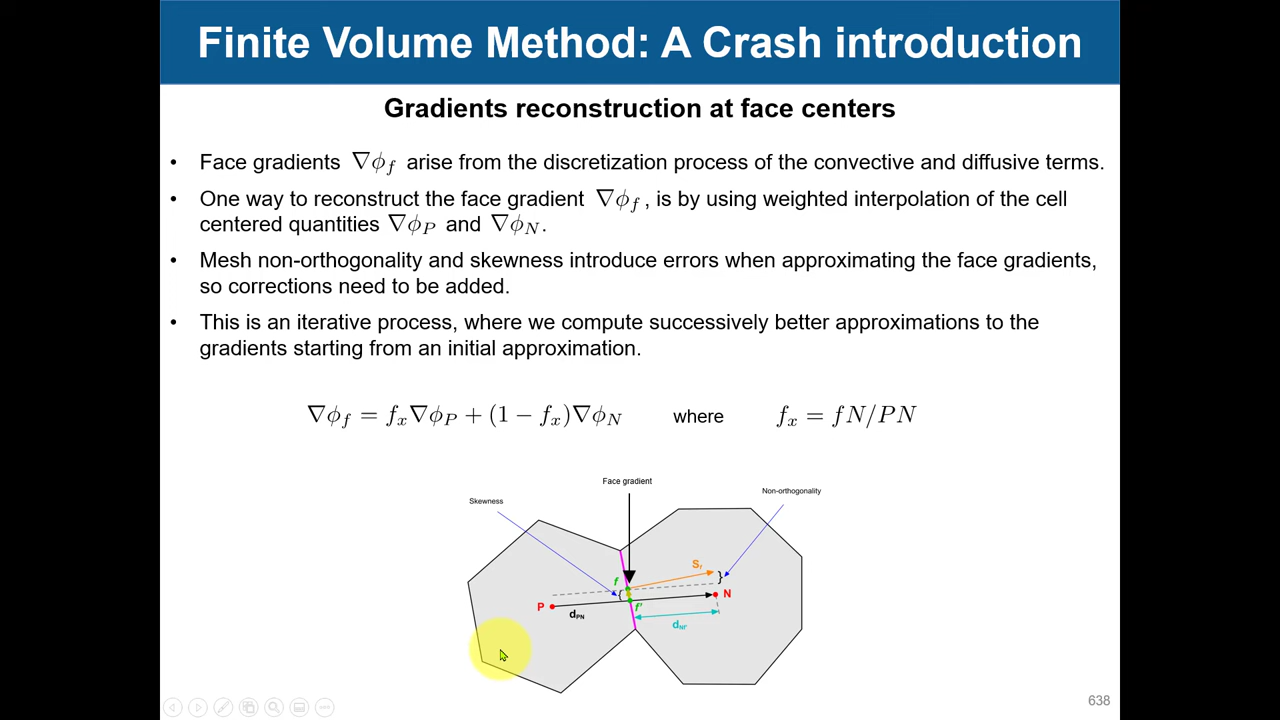 Finite Volume Method: A Crash introduction
Gradients reconstruction at face centers
• Face gradients ∇ϕ_f arise from the discretization process of the convective and diffusive terms.
• One way to reconstruct the face gradient ∇ϕ_f, is by using weighted interpolation of the cell
centered quantities ∇ϕ_P and ∇ϕ_N.
• Mesh non-orthogonality and skewness introduce errors when approximating the face gradients,
so corrections need to be added.
• This is an iterative process, where we compute successively better approximations to the
gradients starting from an initial approximation.
∇ϕ_f = f_x∇ϕ_P + (1 − f_x)∇ϕ_N where f_x = fN/PN
Face gradient
Non-orthogonality
Skewness
S_f
f
P
N
f'
d_PN
d_Nf'
638